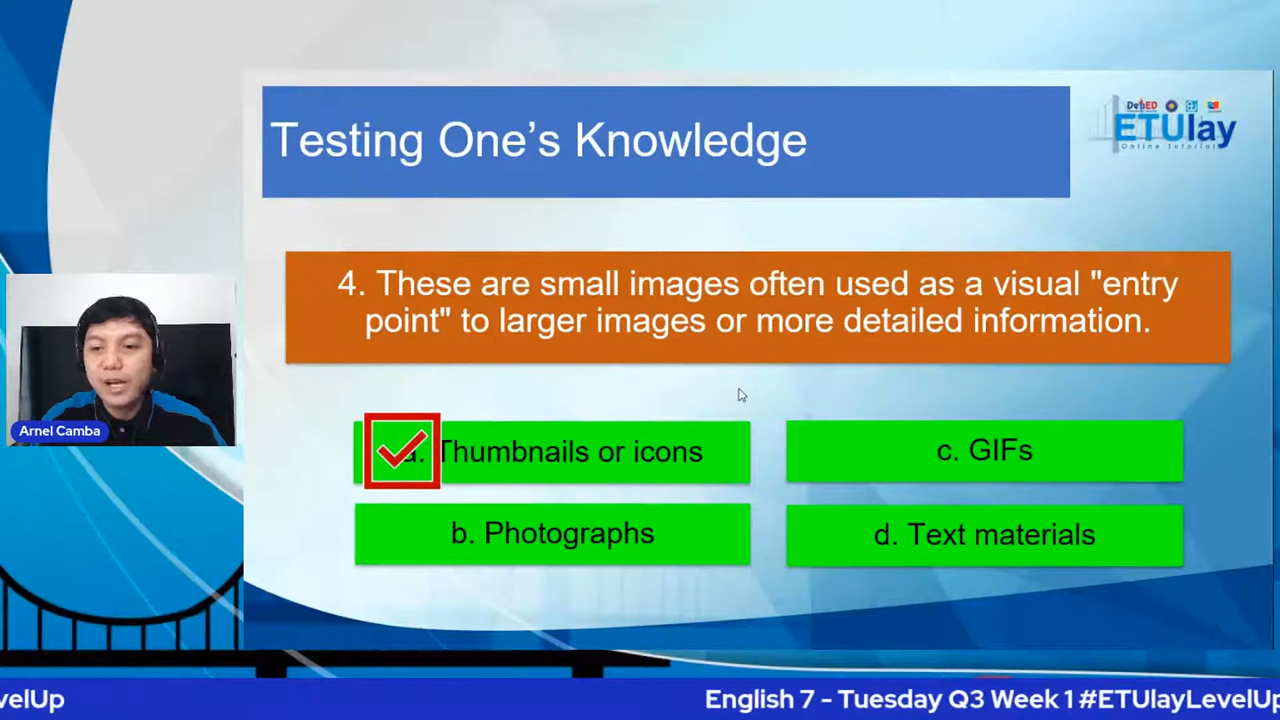 Testing One's Knowledge
DepED
ETUlay
Online Tutorial
4. These are small images often used as a visual "entry
point" to larger images or more detailed information.
Arnel Camba
a. Thumbnails or icons
c. GIFs
b. Photographs
d. Text materials
velUp
English 7 - Tuesday Q3 Week 1 #ETUlayLevelUp